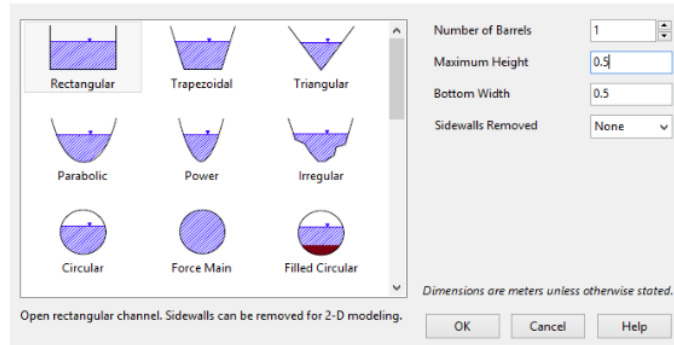 Rectangular Trapezoidal Triangular
Parabolic Power Irregular
Circular Force Main Filled Circular
Open rectangular channel. Sidewalls can be removed for 2-D modeling.
Number of Barrels 1
Maximum Height 0.5
Bottom Width 0.5
Sidewalls Removed None
Dimensions are meters unless otherwise stated.
OK Cancel Help